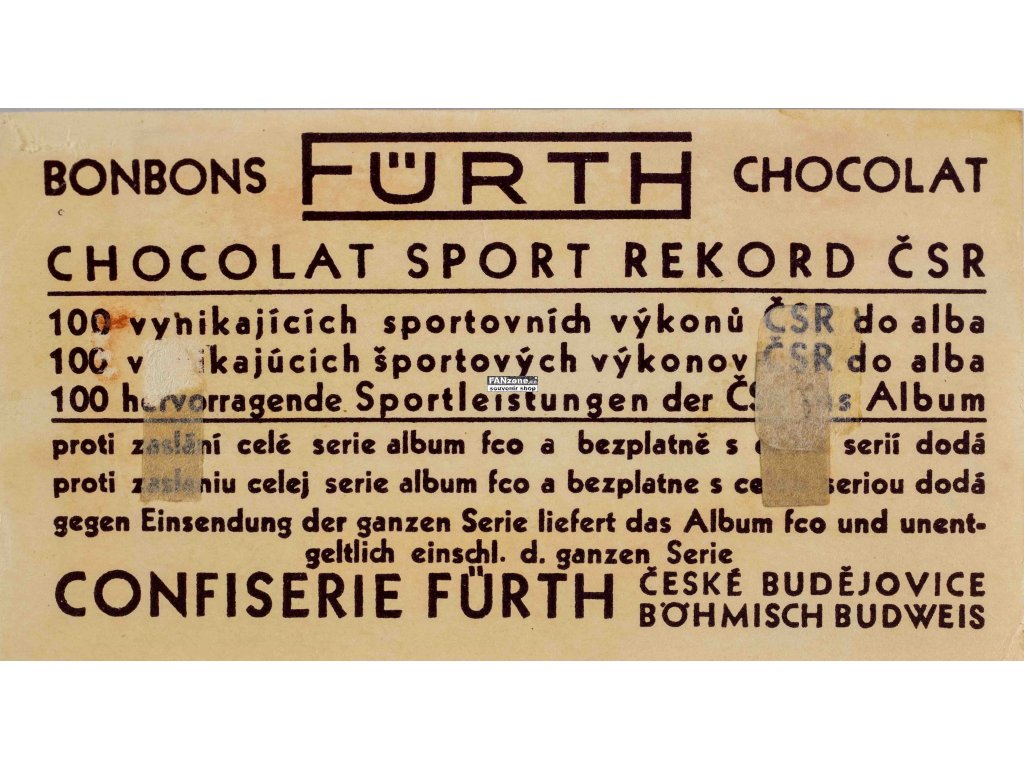 BONBONS FÜRTH CHOCOLAT
CHOCOLAT SPORT REKORD ČSR
100 vynikajících sportovních výkonů ČSR do alba
100 športových výkonov ČSR do alba
100 hervorragende Sportleistungen der Album
FANzone.cz
souvenir shop
proti zaslání celé serie album fco a bezplatně s serií dodá
proti zaslaniu celej serie album fco a bezplatne s seriou dodá
gegen Einsendung der ganzen Serie liefert das Album fco und unent-
geltlich einschl. d. ganzen Serie
CONFISERIE FÜRTH ČESKÉ BUDĚJOVICE
BÖHMISCH BUDWEIS